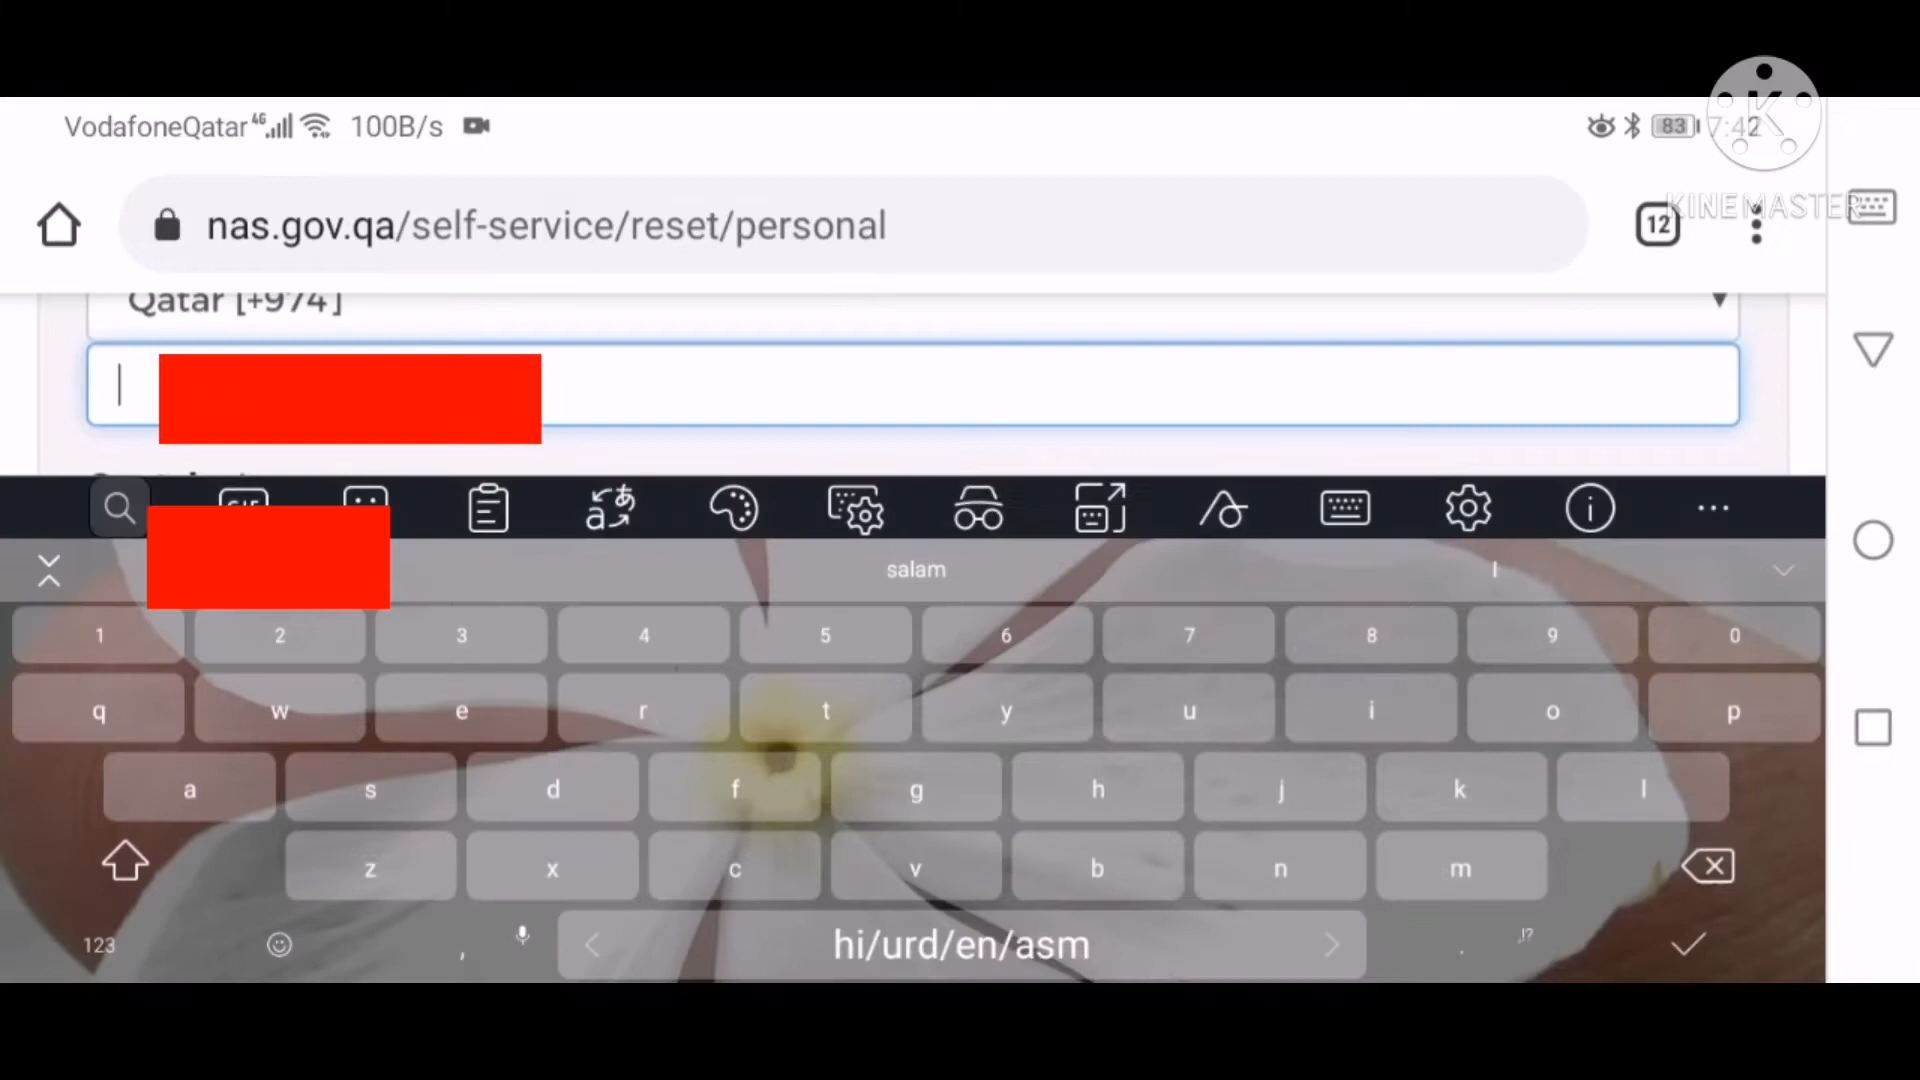 VodafoneQatar 4G 100B/s 83 7:42
KINEMASTER
nas.gov.qa/self-service/reset/personal 12
Qatar [+974]
salam I
1 2 3 4 5 6 7 8 9 0
q w e r t y u i o p
a s d f g h j k l
z x c v b n m
123 , hi/urd/en/asm . ,!?